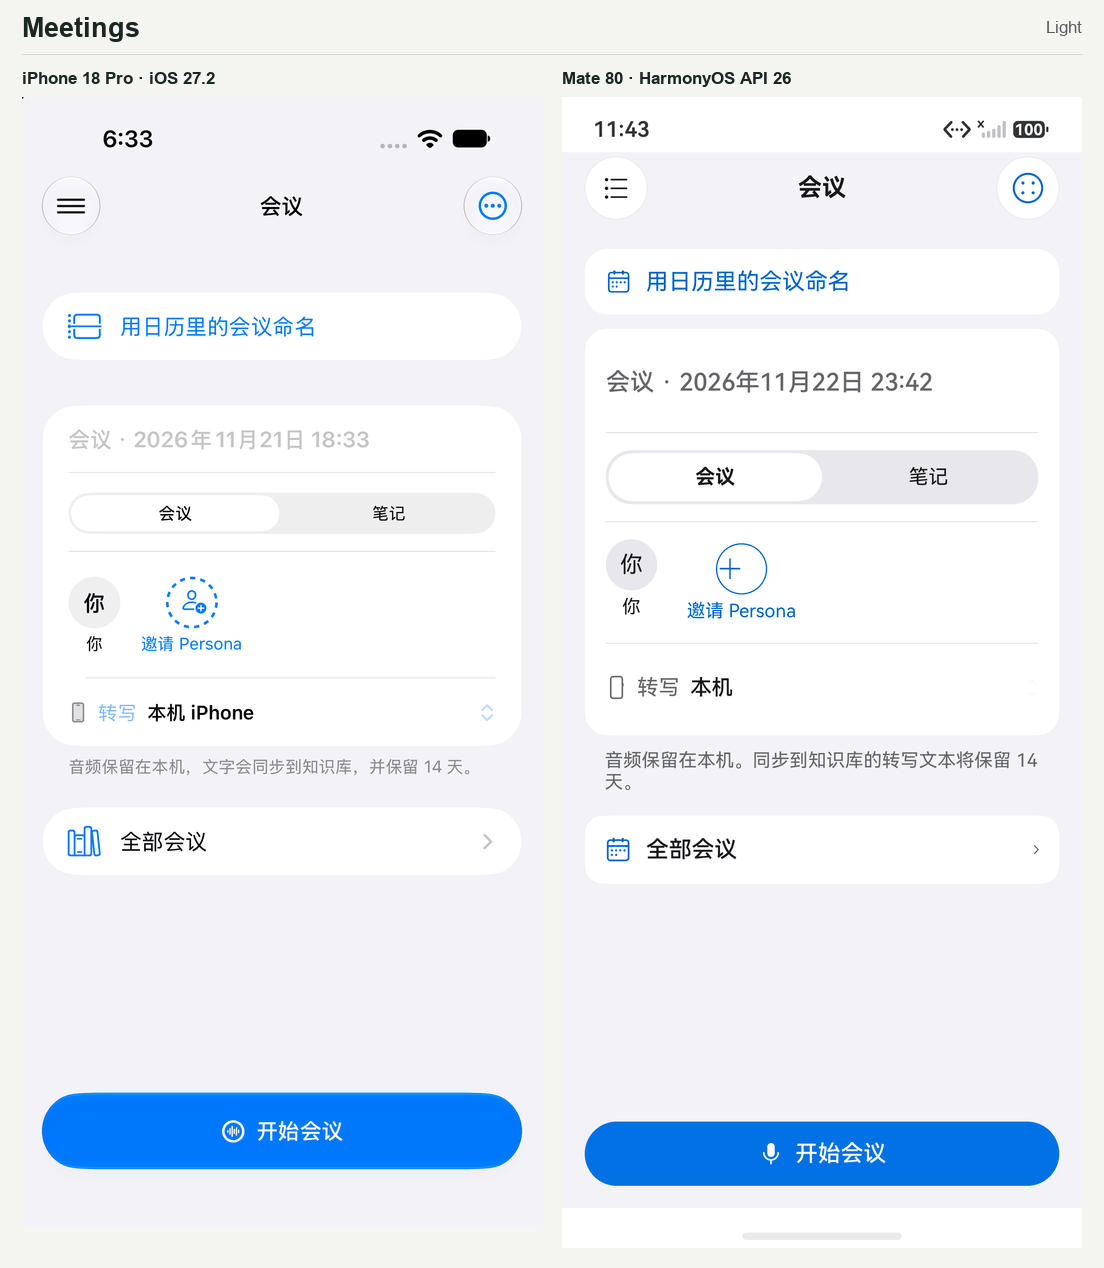 Meetings
Light
iPhone 18 Pro · iOS 27.2
6:33
会议
用日历里的会议命名
会议 · 2026年11月21日 18:33
会议
笔记
你
你
邀请 Persona
转写 本机 iPhone
音频保留在本机，文字会同步到知识库，并保留 14 天。
全部会议
开始会议
Mate 80 · HarmonyOS API 26
11:43
100
会议
用日历里的会议命名
会议 · 2026年11月22日 23:42
会议
笔记
你
你
邀请 Persona
转写 本机
音频保留在本机。同步到知识库的转写文本将保留 14
天。
全部会议
开始会议